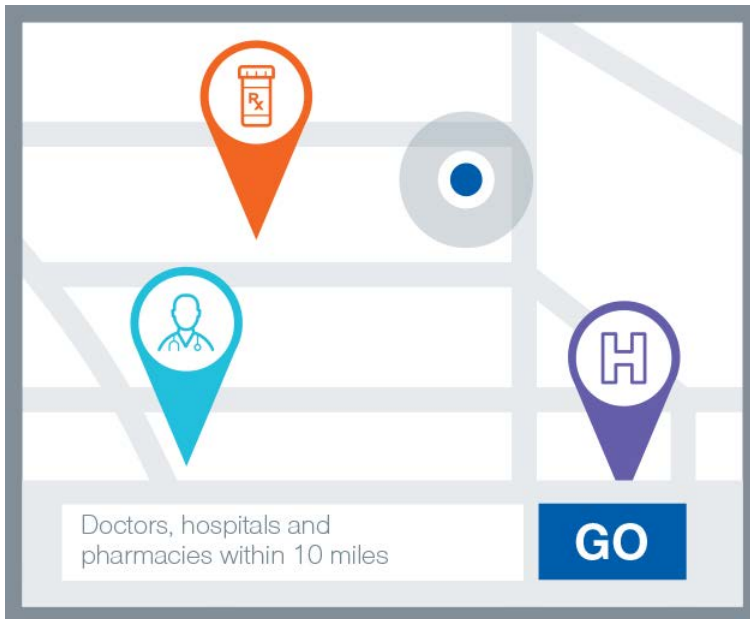 Rx
H
Doctors, hospitals and
pharmacies within 10 miles
GO